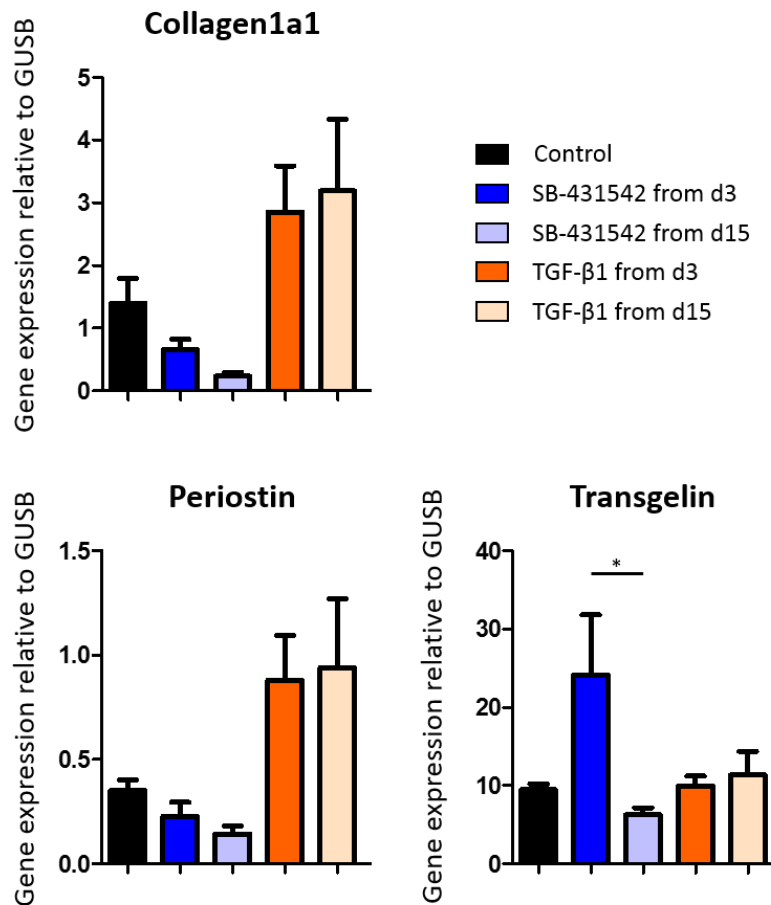 Collagen1a1
Gene expression relative to GUSB
5
4
3
2
1
0
Control
SB-431542 from d3
SB-431542 from d15
TGF-β1 from d3
TGF-β1 from d15
Periostin
Gene expression relative to GUSB
1.5
1.0
0.5
0.0
Transgelin
Gene expression relative to GUSB
40
30
20
10
0
*